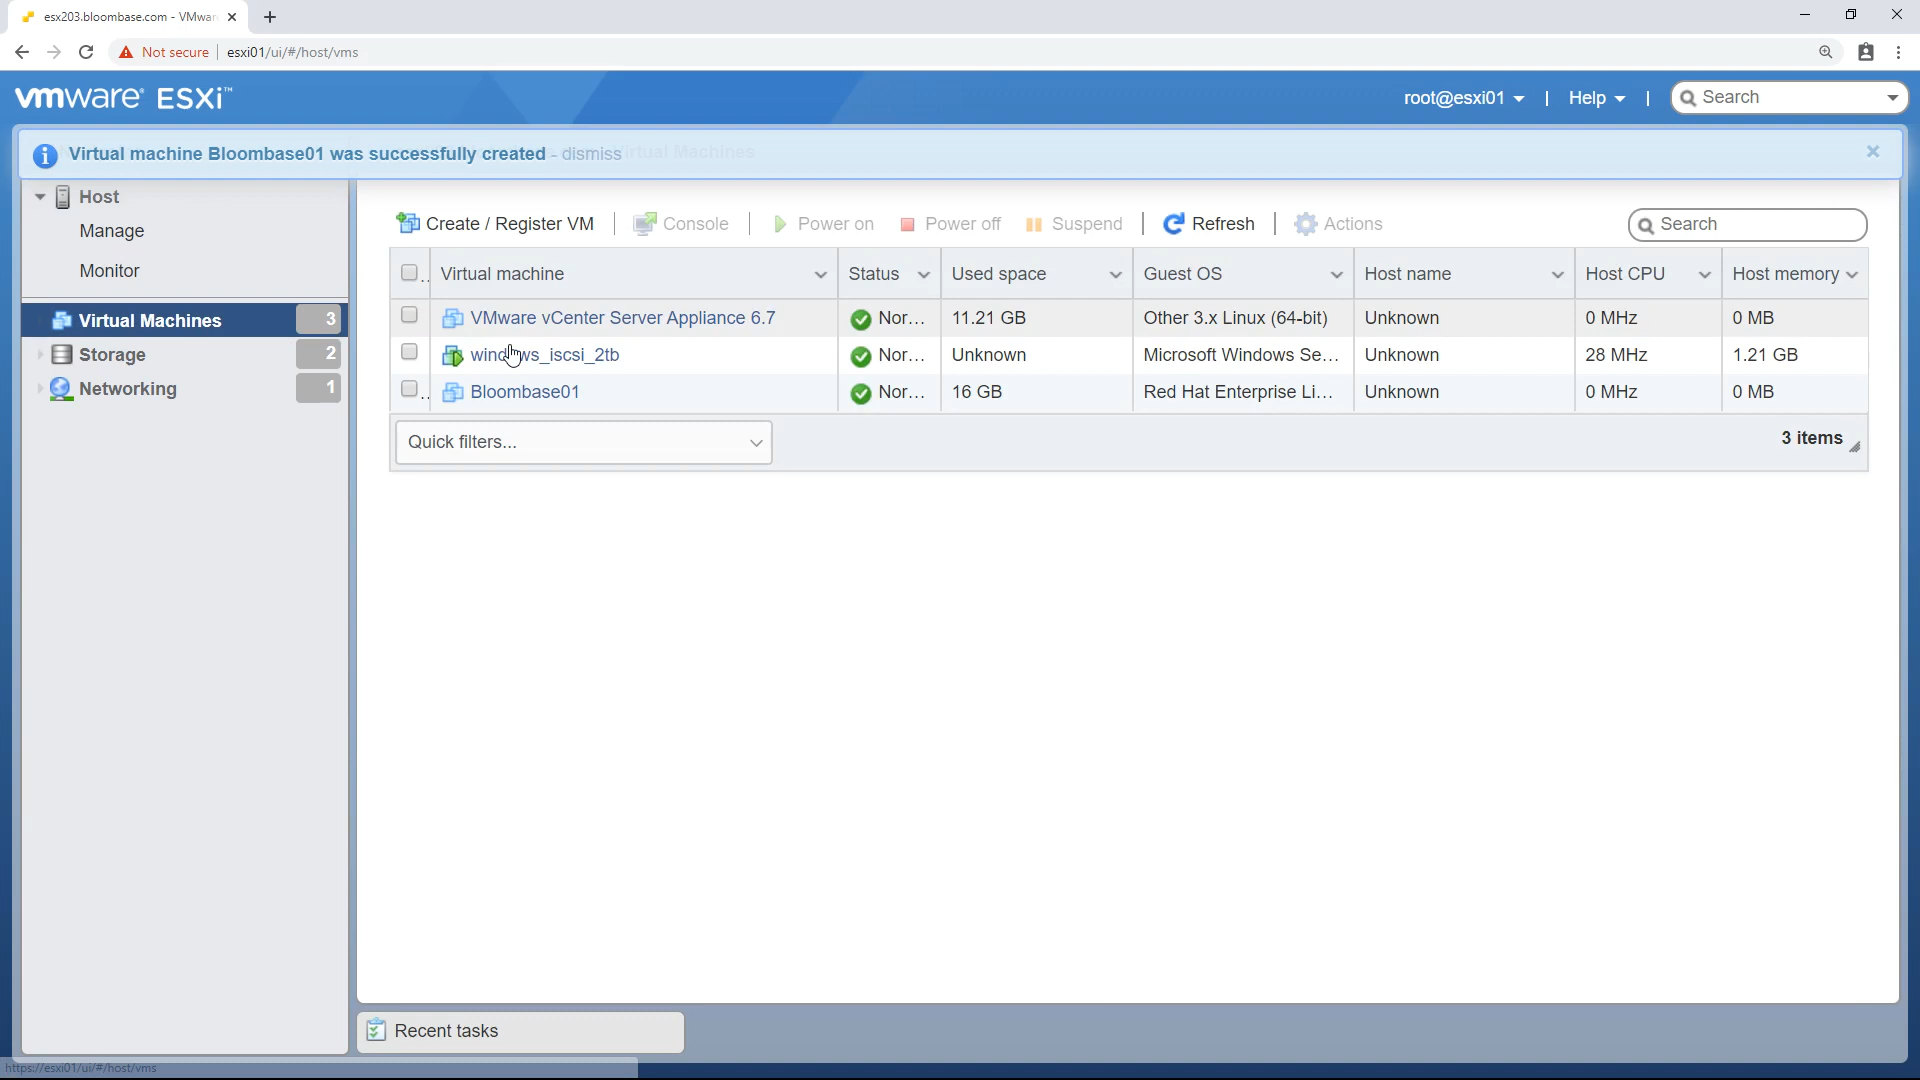 esx203.bloombase.com - VMwar
Not secure esxi01/ui/#/host/vms
vmware® ESXi™
root@esxi01 | Help | Search
Virtual machine Bloombase01 was successfully created - dismiss
Virtual Machines
Host
Manage
Monitor
Virtual Machines 3
Storage 2
Networking 1
Create / Register VM | Console | Power on Power off Suspend | Refresh | Actions Search
Virtual machine Status Used space Guest OS Host name Host CPU Host memory
VMware vCenter Server Appliance 6.7 Nor... 11.21 GB Other 3.x Linux (64-bit) Unknown 0 MHz 0 MB
windows_iscsi_2tb Nor... Unknown Microsoft Windows Se... Unknown 28 MHz 1.21 GB
Bloombase01 Nor... 16 GB Red Hat Enterprise Li... Unknown 0 MHz 0 MB
Quick filters...
3 items
Recent tasks
https://esxi01/ui/#/host/vms